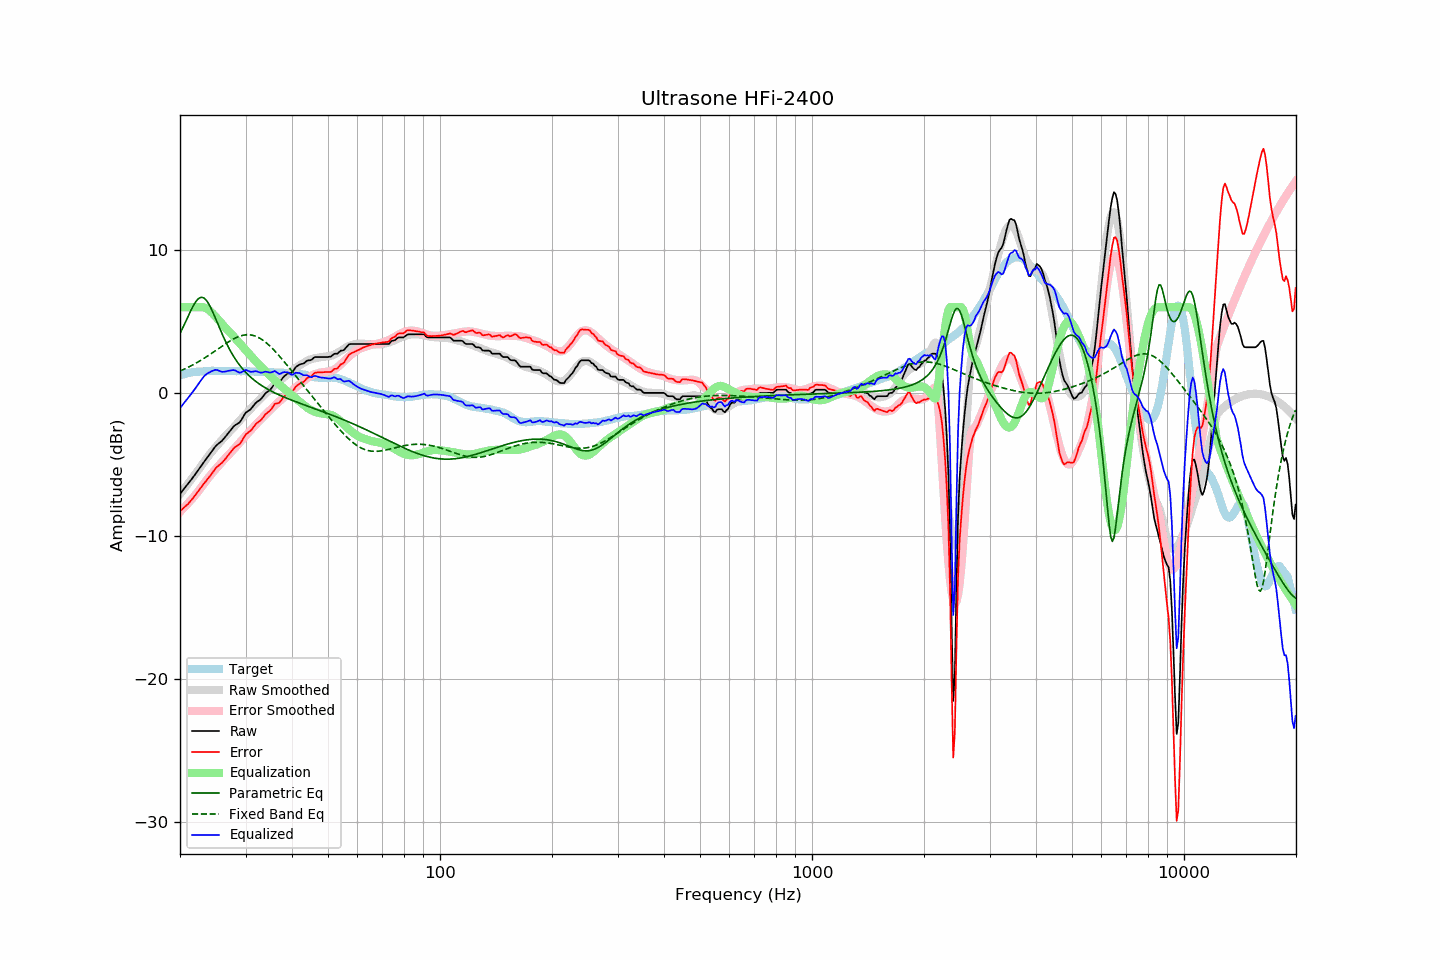 Ultrasone HFi-2400
Amplitude (dBr)
10
0
−10
−20
−30
Target
Raw Smoothed
Error Smoothed
Raw
Error
Equalization
Parametric Eq
Fixed Band Eq
Equalized
100
1000
10000
Frequency (Hz)